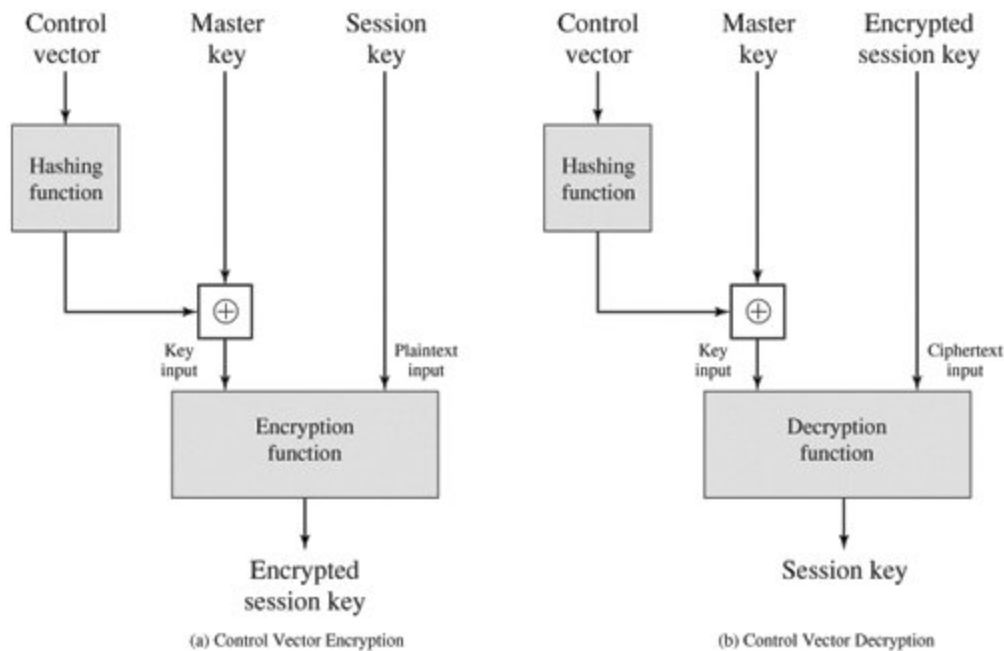 Control
vector
Master
key
Session
key
Hashing
function
Key
input
Plaintext
input
Encryption
function
Encrypted
session key
(a) Control Vector Encryption
Control
vector
Master
key
Encrypted
session key
Hashing
function
Key
input
Ciphertext
input
Decryption
function
Session key
(b) Control Vector Decryption